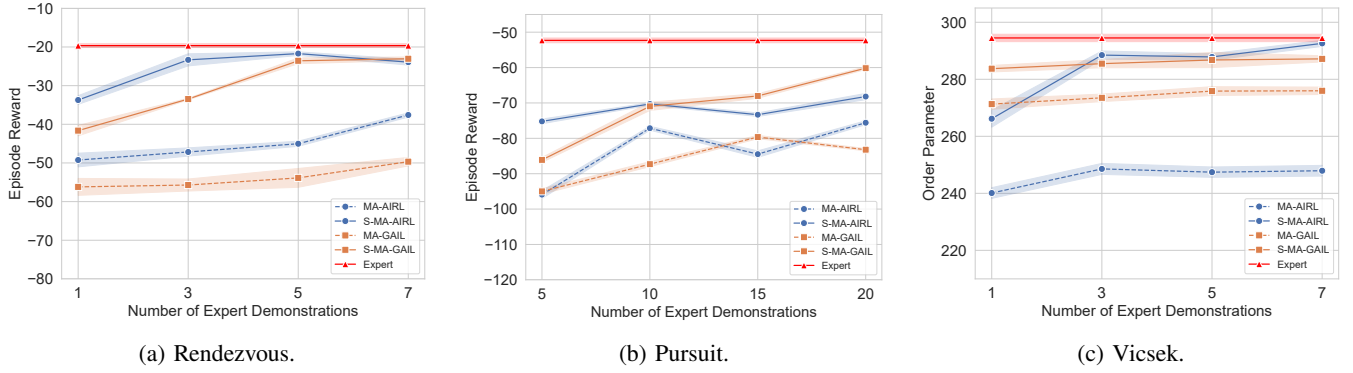 −10
−20
−30
−40
−50
−60
−70
−80
Episode Reward
1 3 5 7
Number of Expert Demonstrations
MA-AIRL
S-MA-AIRL
MA-GAIL
S-MA-GAIL
Expert
(a) Rendezvous.
−50
−60
−70
−80
−90
−100
−110
−120
Episode Reward
5 10 15 20
Number of Expert Demonstrations
MA-AIRL
S-MA-AIRL
MA-GAIL
S-MA-GAIL
Expert
(b) Pursuit.
300
280
260
240
220
Order Parameter
1 3 5 7
Number of Expert Demonstrations
MA-AIRL
S-MA-AIRL
MA-GAIL
S-MA-GAIL
Expert
(c) Vicsek.